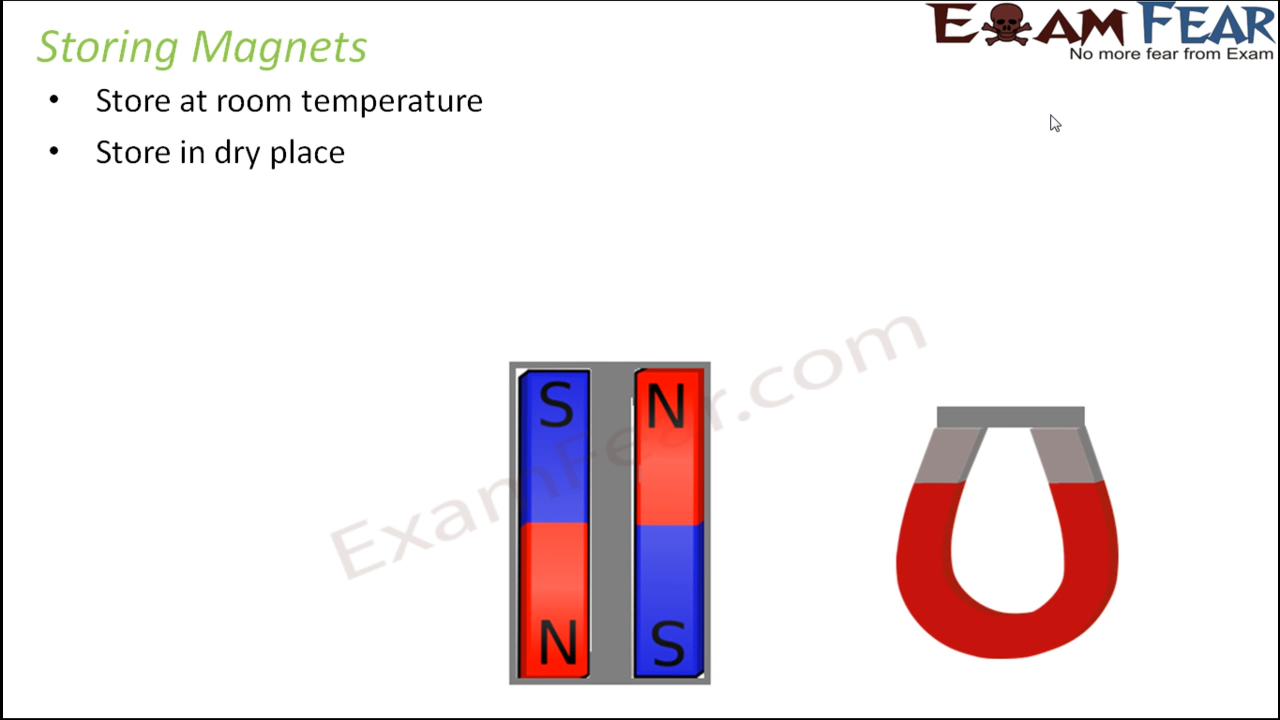 Storing Magnets
EXAM FEAR
No more fear from Exam
• Store at room temperature
• Store in dry place
ExamFear.com
S N
N S